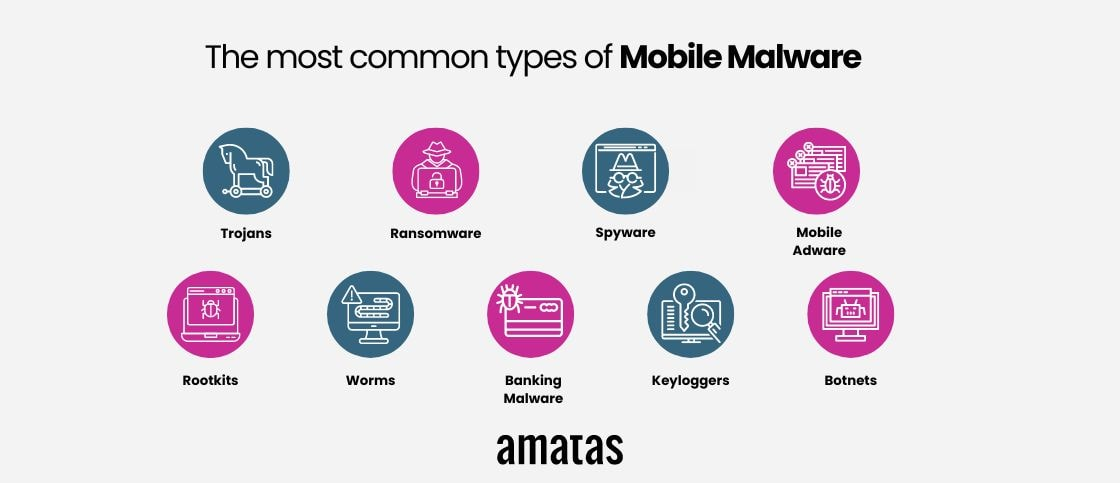 The most common types of Mobile Malware
Trojans
Ransomware
Spyware
Mobile
Adware
Rootkits
Worms
Banking
Malware
Keyloggers
Botnets
amatas